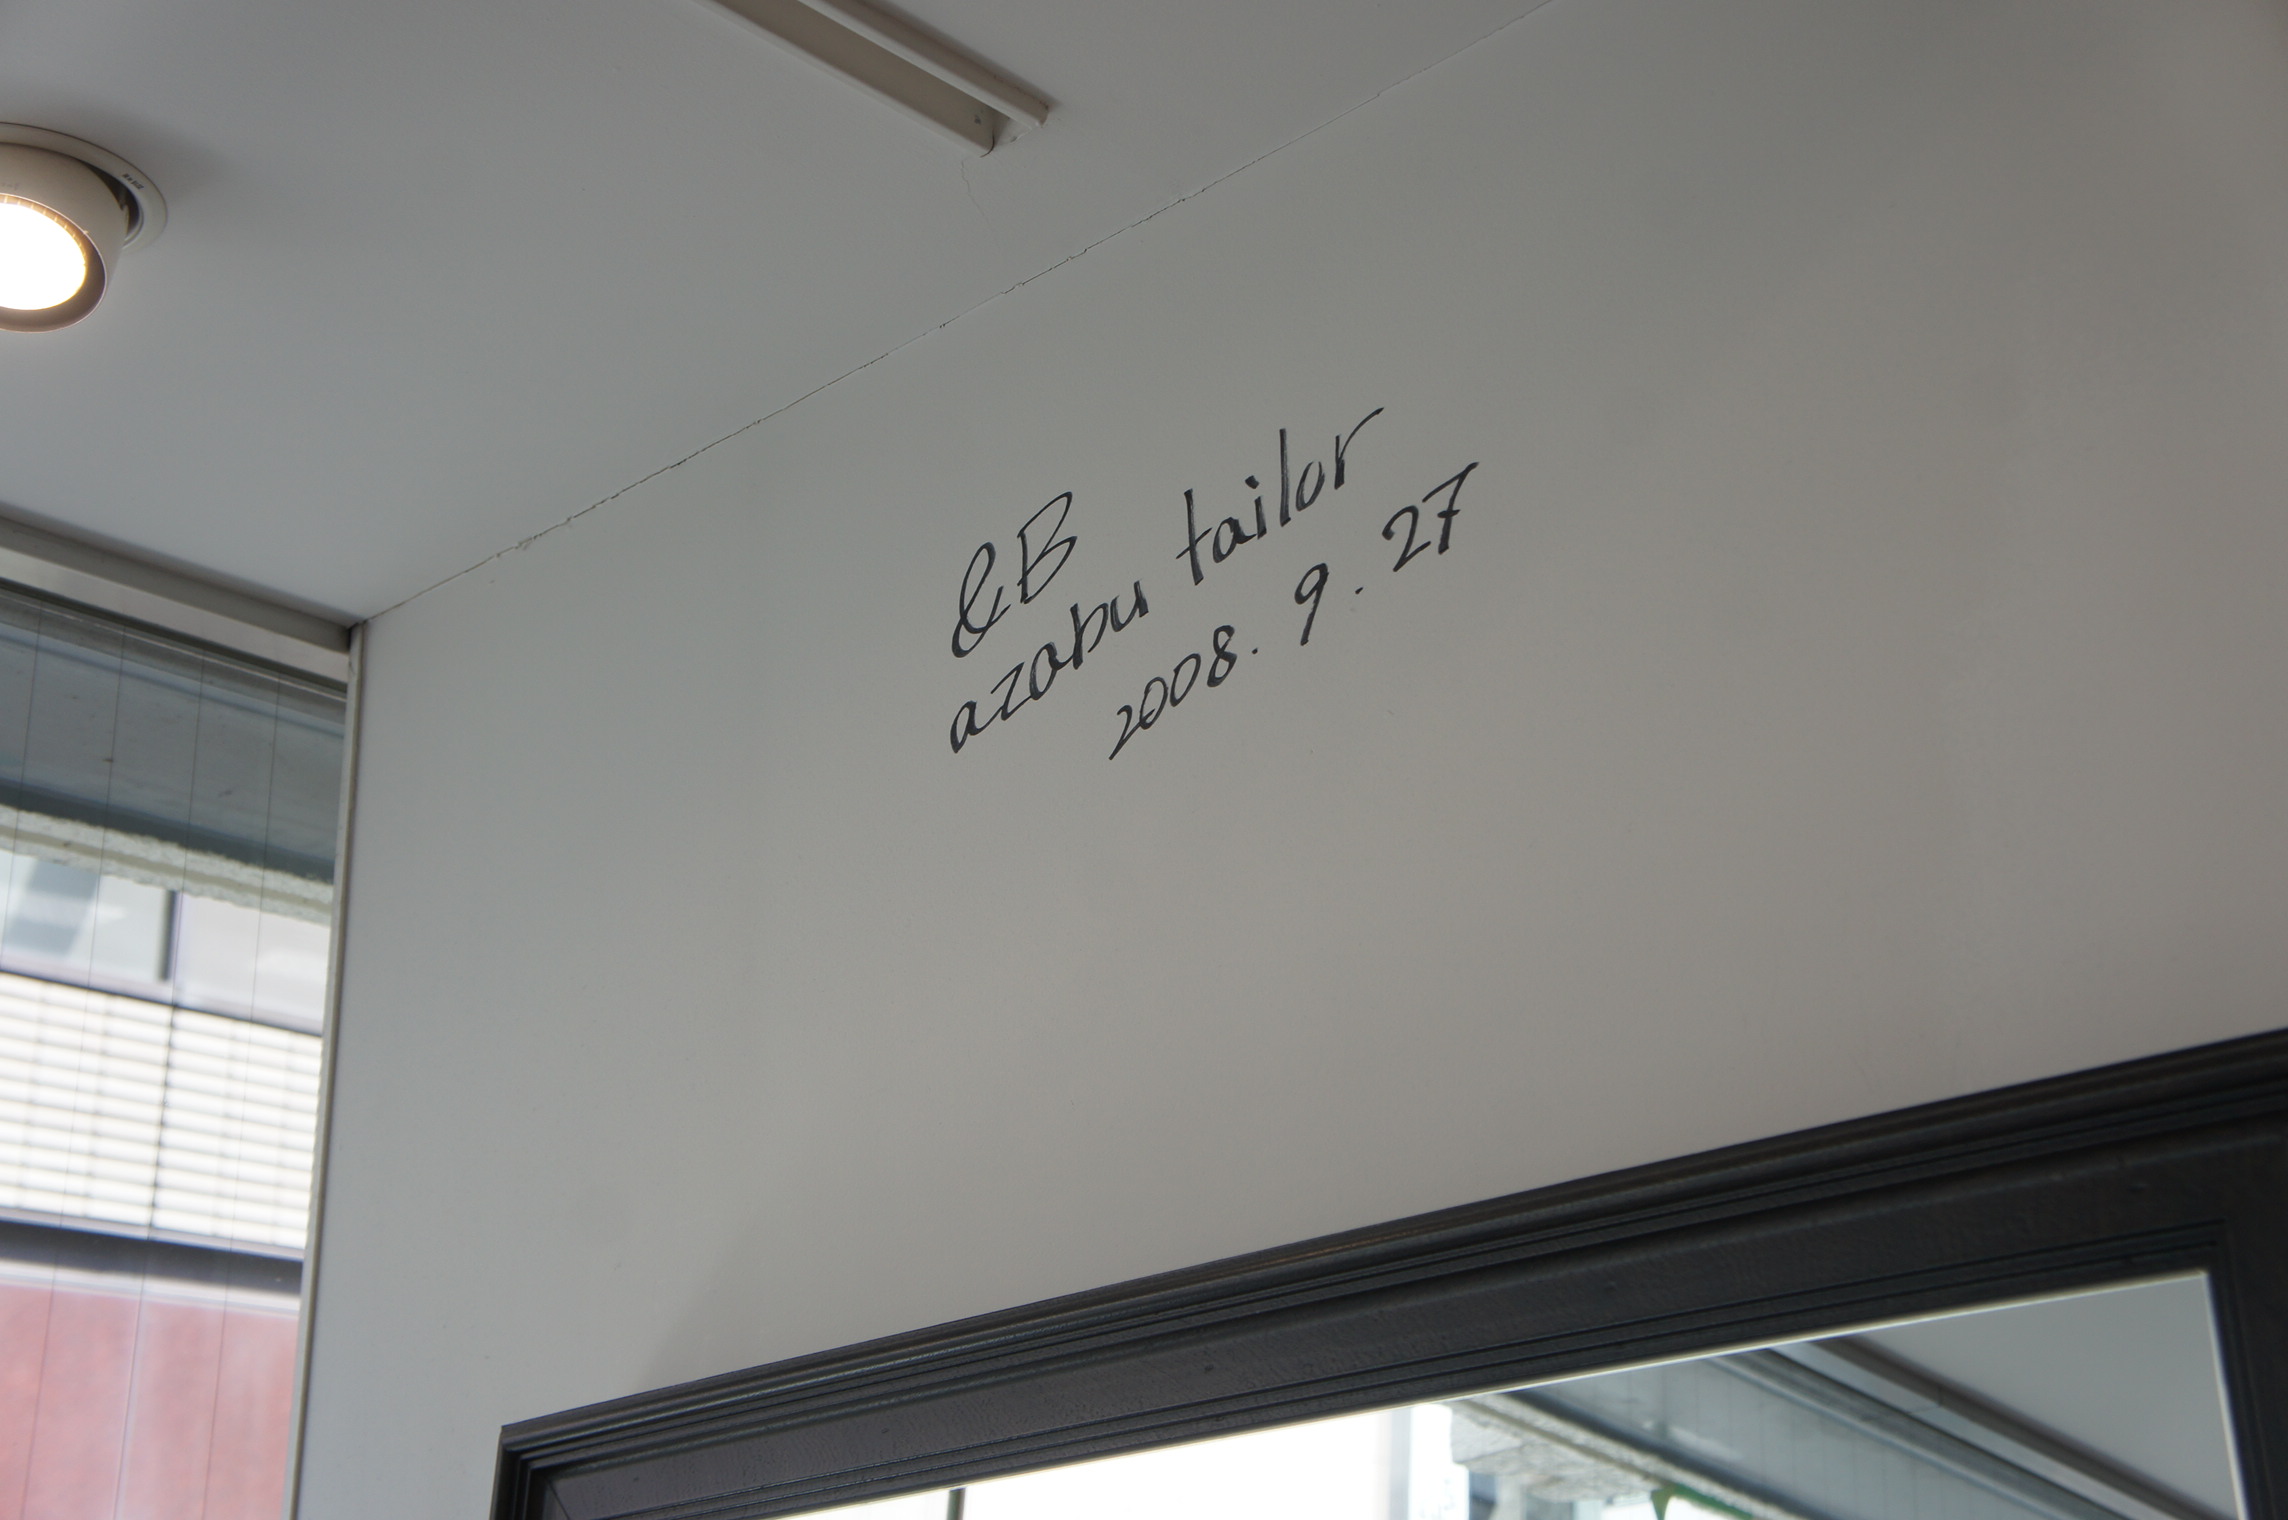 &B
azabu tailor
2008. 9. 27